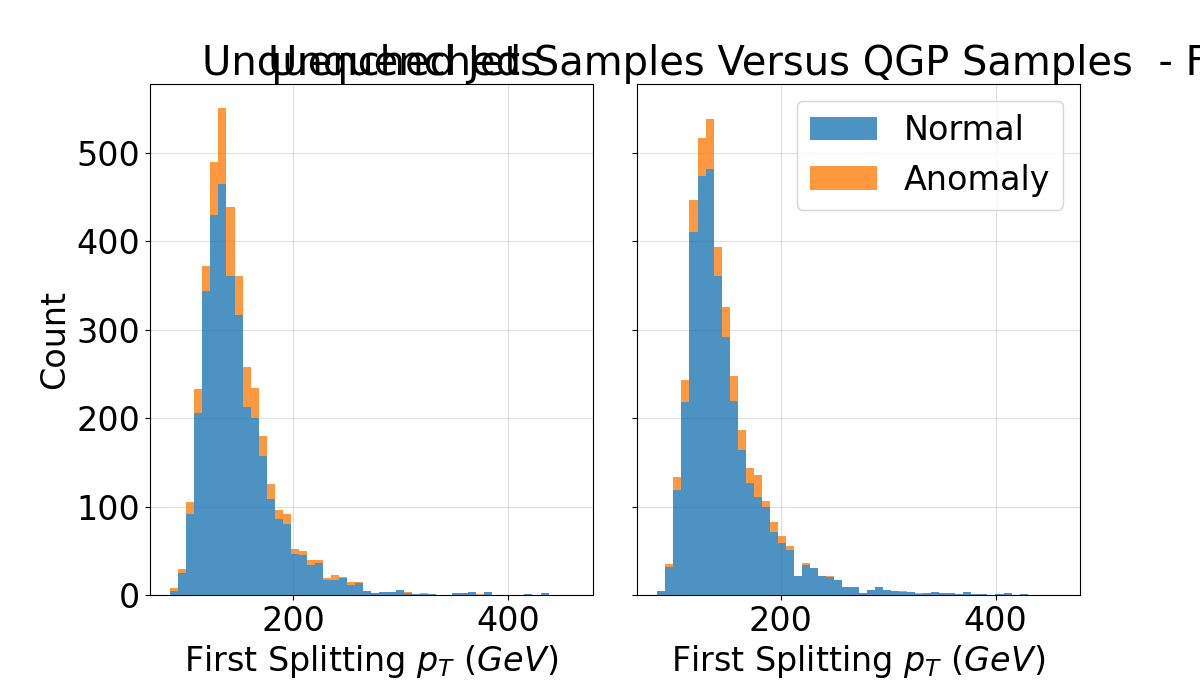 Unquenched Jets
Unquenched Samples Versus QGP Samples - F
Normal
Anomaly
Count
500
400
300
200
100
0
200
400
200
400
First Splitting $p_T$ (GeV)
First Splitting $p_T$ (GeV)